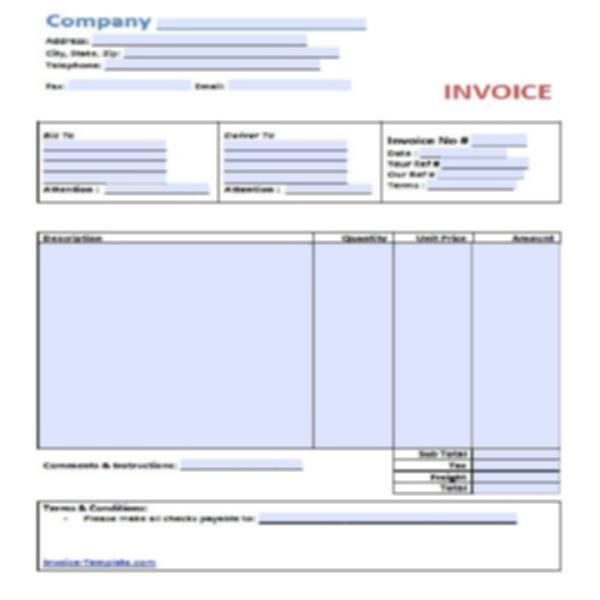 Company
Address:
City, State, Zip:
Telephone:
Fax: Email:
INVOICE
Bill To Deliver To
Invoice No #
Date :
Your Ref #
Our Ref #
Terms :
Attention : Attention :
Description Quantity Unit Price Amount
Sub Total
Comments & Instructions: Tax
Freight
Total
Terms & Conditions:
- Please make all checks payable to:
Invoice-Template.com